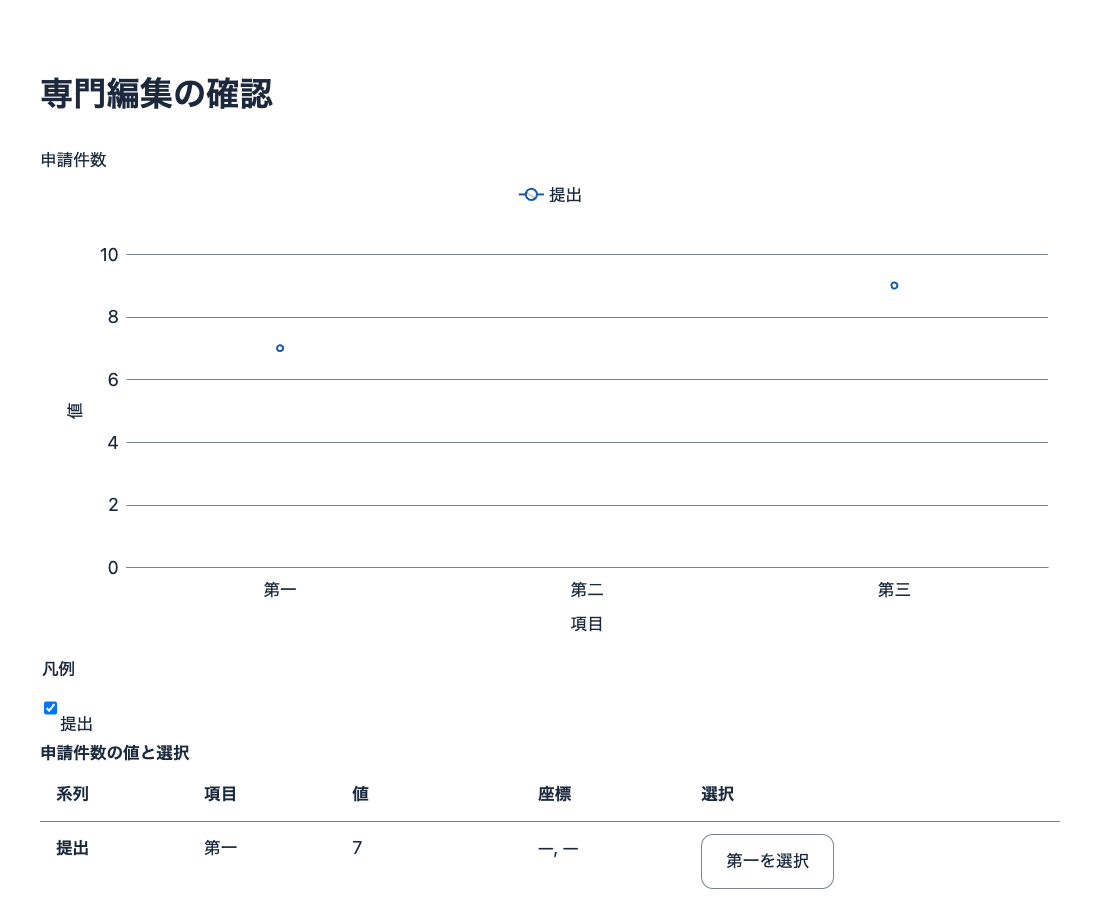 専門編集の確認
申請件数
提出
10
8
6
4
2
0
値
第一 第二 第三
項目
凡例
提出
申請件数の値と選択
系列 項目 値 座標 選択
提出 第一 7 —, — 第一を選択